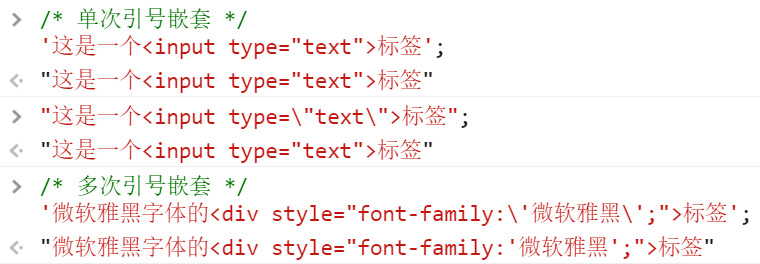 /* 单次引号嵌套 */
'这是一个<input type="text">标签';
"这是一个<input type="text">标签"
"这是一个<input type=\"text\">标签";
"这是一个<input type="text">标签"
/* 多次引号嵌套 */
'微软雅黑字体的<div style="font-family:\'微软雅黑\';">标签';
"微软雅黑字体的<div style="font-family:'微软雅黑';">标签"